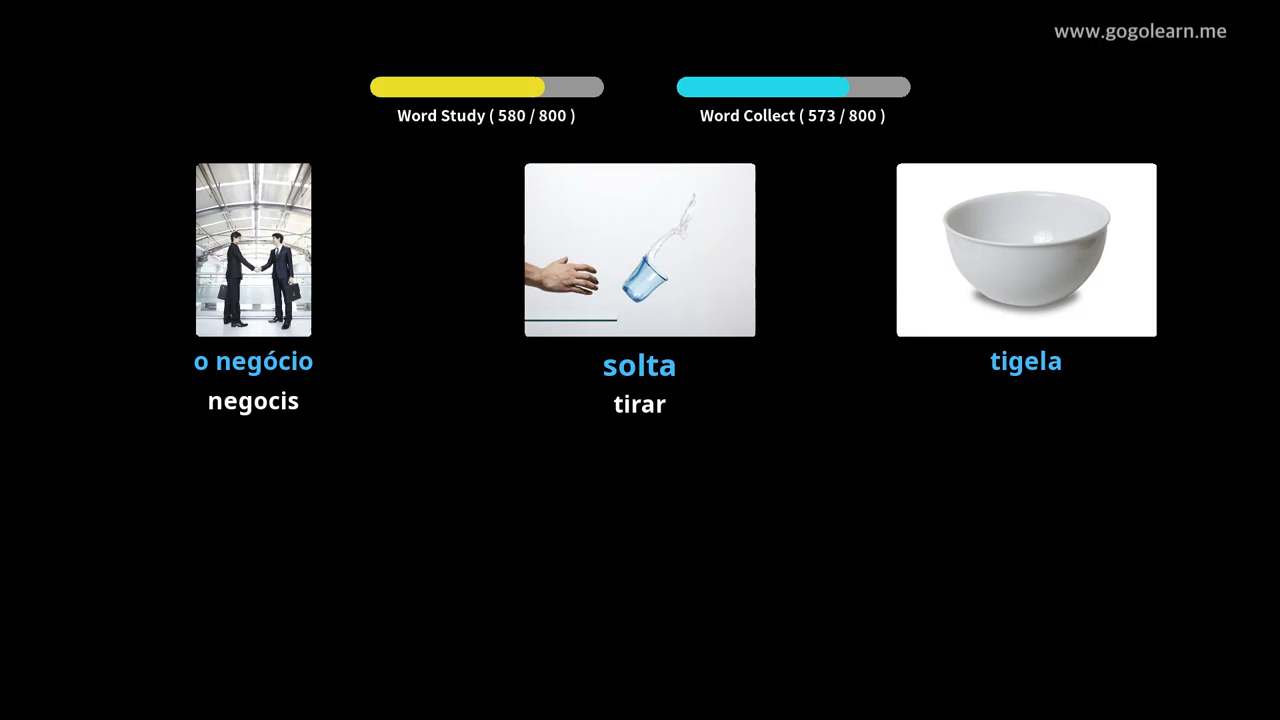 www.gogolearn.me
Word Study ( 580 / 800 )
Word Collect ( 573 / 800 )
o negócio
solta
tigela
negocis
tirar